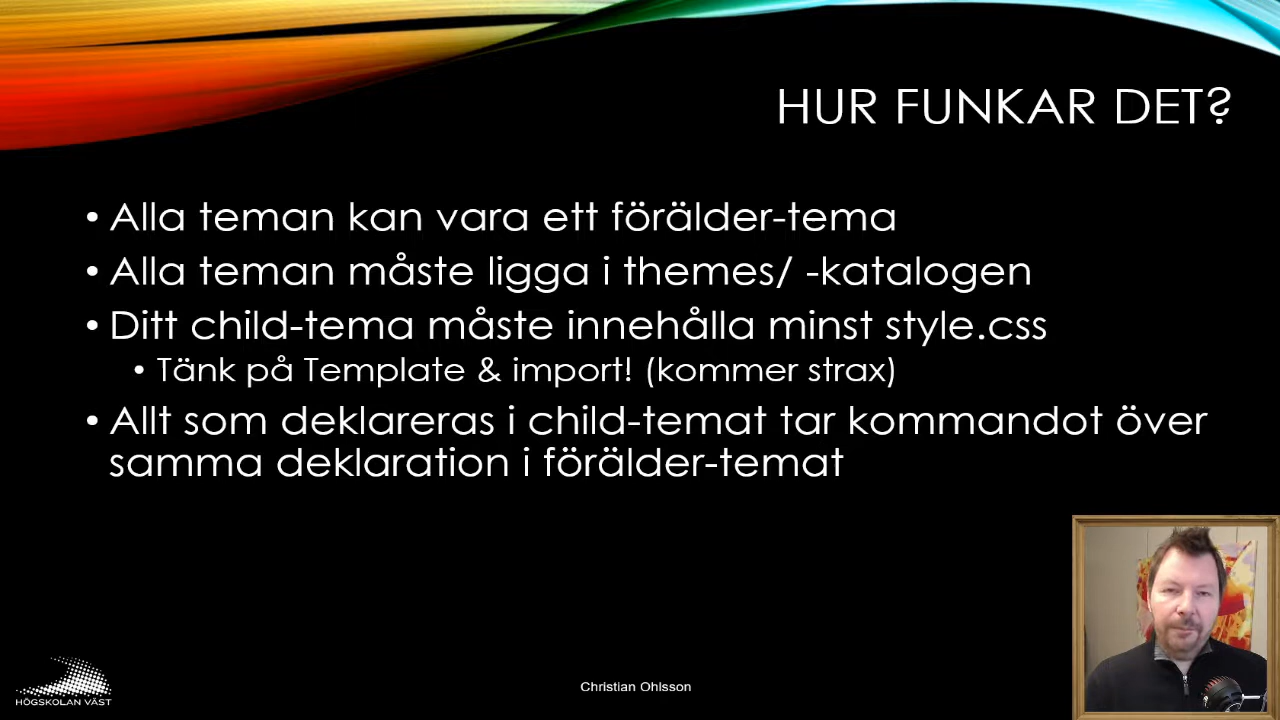 HUR FUNKAR DET?
• Alla teman kan vara ett förälder-tema
• Alla teman måste ligga i themes/ -katalogen
• Ditt child-tema måste innehålla minst style.css
• Tänk på Template & import! (kommer strax)
• Allt som deklareras i child-temat tar kommandot över
samma deklaration i förälder-temat
HÖGSKOLAN VÄST
Christian Ohlsson